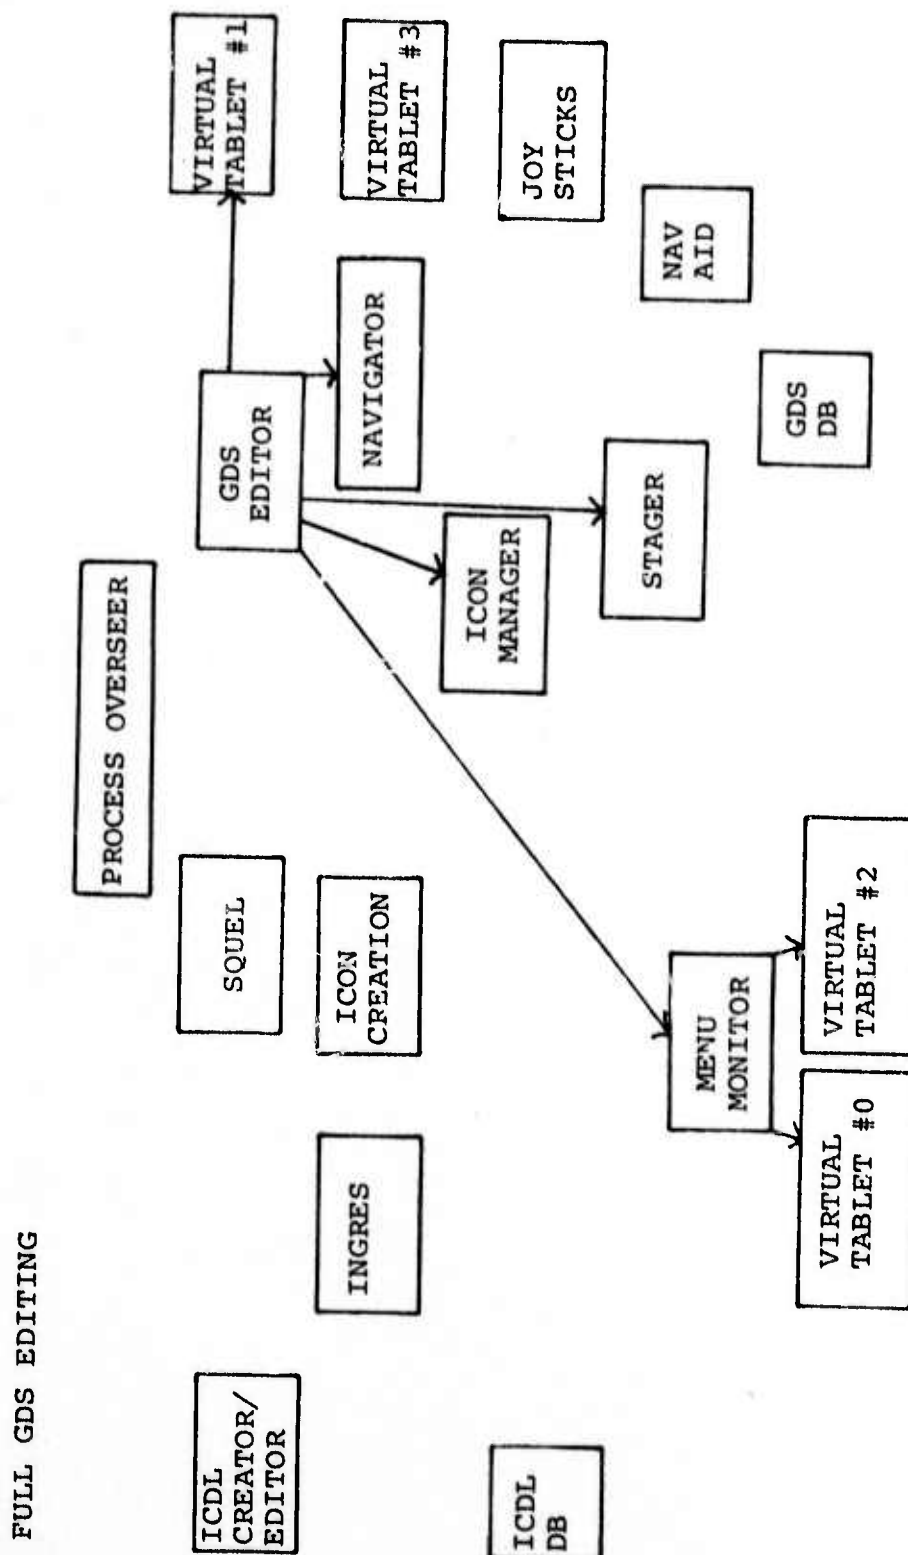 FULL GDS EDITING
PROCESS OVERSEER
ICDL
CREATOR/
EDITOR
SQUEL
GDS
EDITOR
VIRTUAL
TABLET #1
INGRES
ICON
CREATION
NAVIGATOR
VIRTUAL
TABLET #3
ICDL
DB
ICON
MANAGER
JOY
STICKS
STAGER
NAV
AID
MENU
MONITOR
GDS
DB
VIRTUAL
TABLET #0
VIRTUAL
TABLET #2